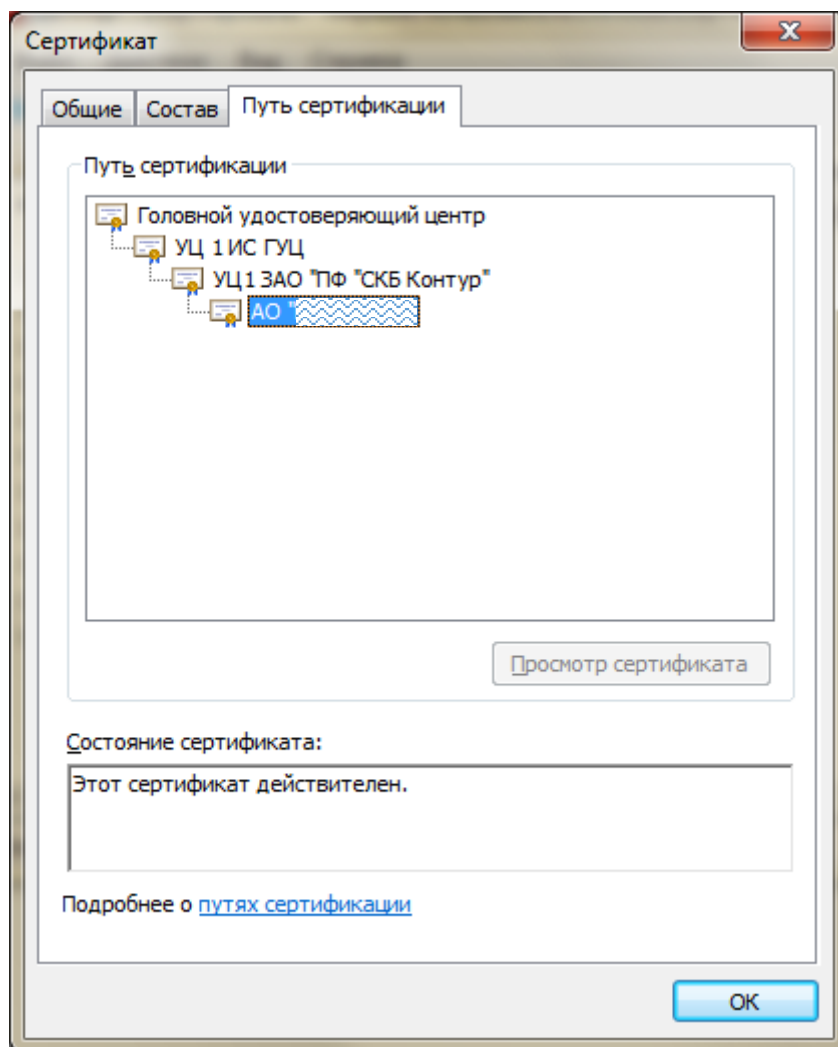 Сертификат
Общие Состав Путь сертификации
Путь сертификации
Головной удостоверяющий центр
УЦ 1 ИС ГУЦ
УЦ1 ЗАО "ПФ "СКБ Контур"
АО "
Просмотр сертификата
Состояние сертификата:
Этот сертификат действителен.
Подробнее о путях сертификации
ОК